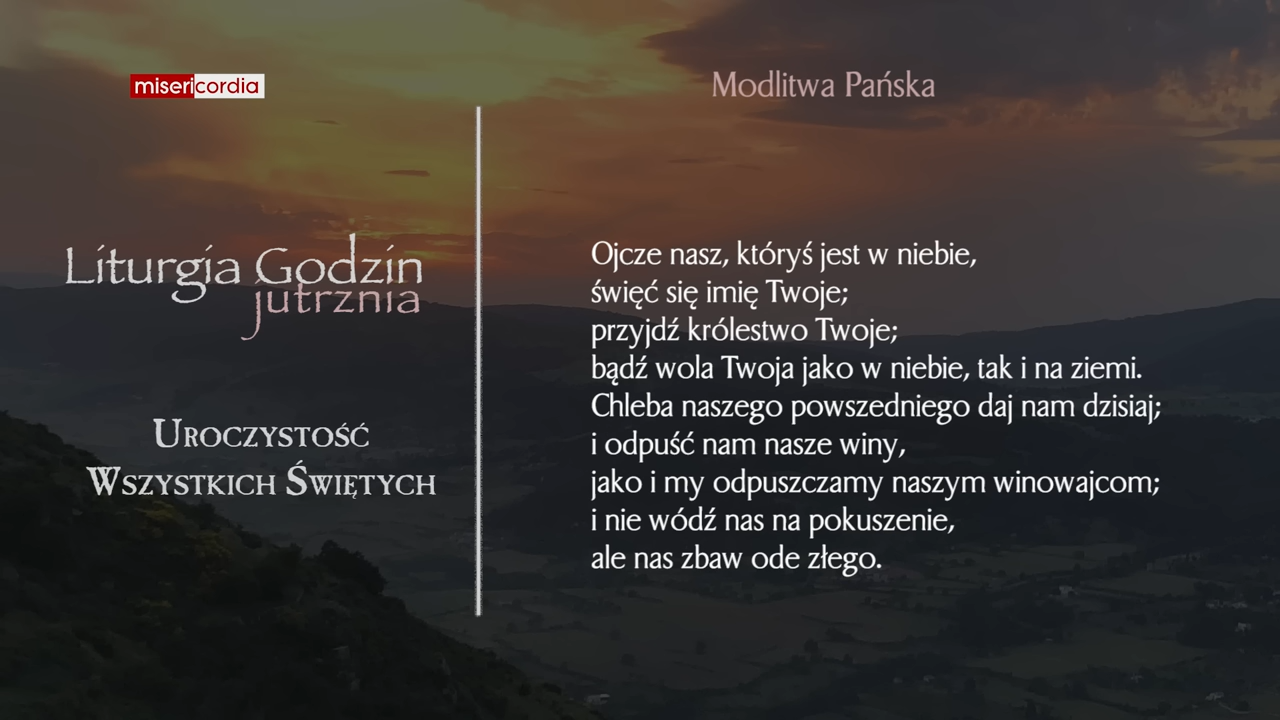 misericordia
Liturgia Godzin
jutrznia
Uroczystość
Wszystkich Świętych
Modlitwa Pańska
Ojcze nasz, któryś jest w niebie,
święć się imię Twoje;
przyjdź królestwo Twoje;
bądź wola Twoja jako w niebie, tak i na ziemi.
Chleba naszego powszedniego daj nam dzisiaj;
i odpuść nam nasze winy,
jako i my odpuszczamy naszym winowajcom;
i nie wódź nas na pokuszenie,
ale nas zbaw ode złego.